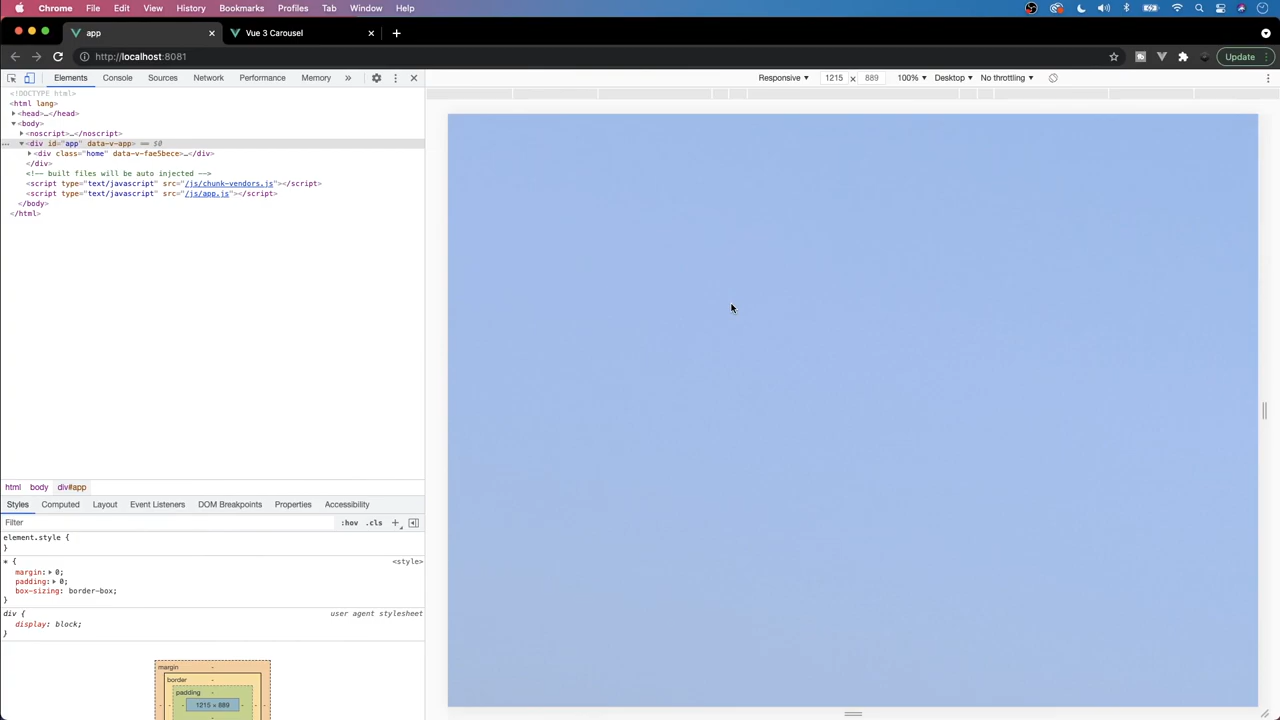 Chrome File Edit View History Bookmarks Profiles Tab Window Help
app Vue 3 Carousel
http://localhost:8081 Update
Elements Console Sources Network Performance Memory
Responsive 1215 × 889 100% Desktop No throttling
<!DOCTYPE html>
<html lang>
<head>…</head>
<body>
<noscript>…</noscript>
<div id="app" data-v-app> == $0
<div class="home" data-v-fae5bece>…</div>
</div>
<!-- built files will be auto injected -->
<script type="text/javascript" src="/js/chunk-vendors.js"></script>
<script type="text/javascript" src="/js/app.js"></script>
</body>
</html>
html body div#app
Styles Computed Layout Event Listeners DOM Breakpoints Properties Accessibility
Filter :hov .cls
element.style {
}
* { <style>
margin: 0;
padding: 0;
box-sizing: border-box;
}
div { user agent stylesheet
display: block;
}
margin -
border -
padding -
- - - 1215 × 889 - - -
-